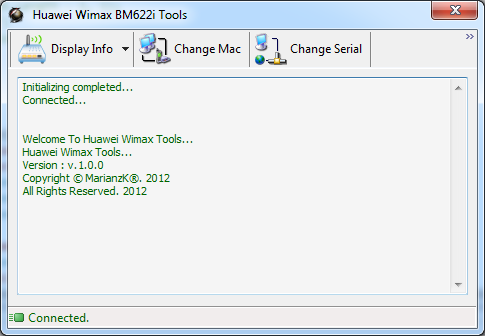 Huawei Wimax BM622i Tools
Display Info
Change Mac
Change Serial
Initializing completed...
Connected...
Welcome To Huawei Wimax Tools...
Huawei Wimax Tools...
Version : v.1.0.0
Copyright © MarianzK®. 2012
All Rights Reserved. 2012
Connected.